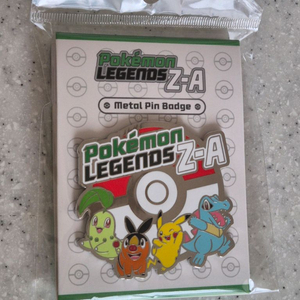 Pokémon
LEGENDS Z-A
Metal Pin Badge
Pokémon
LEGENDS Z-A